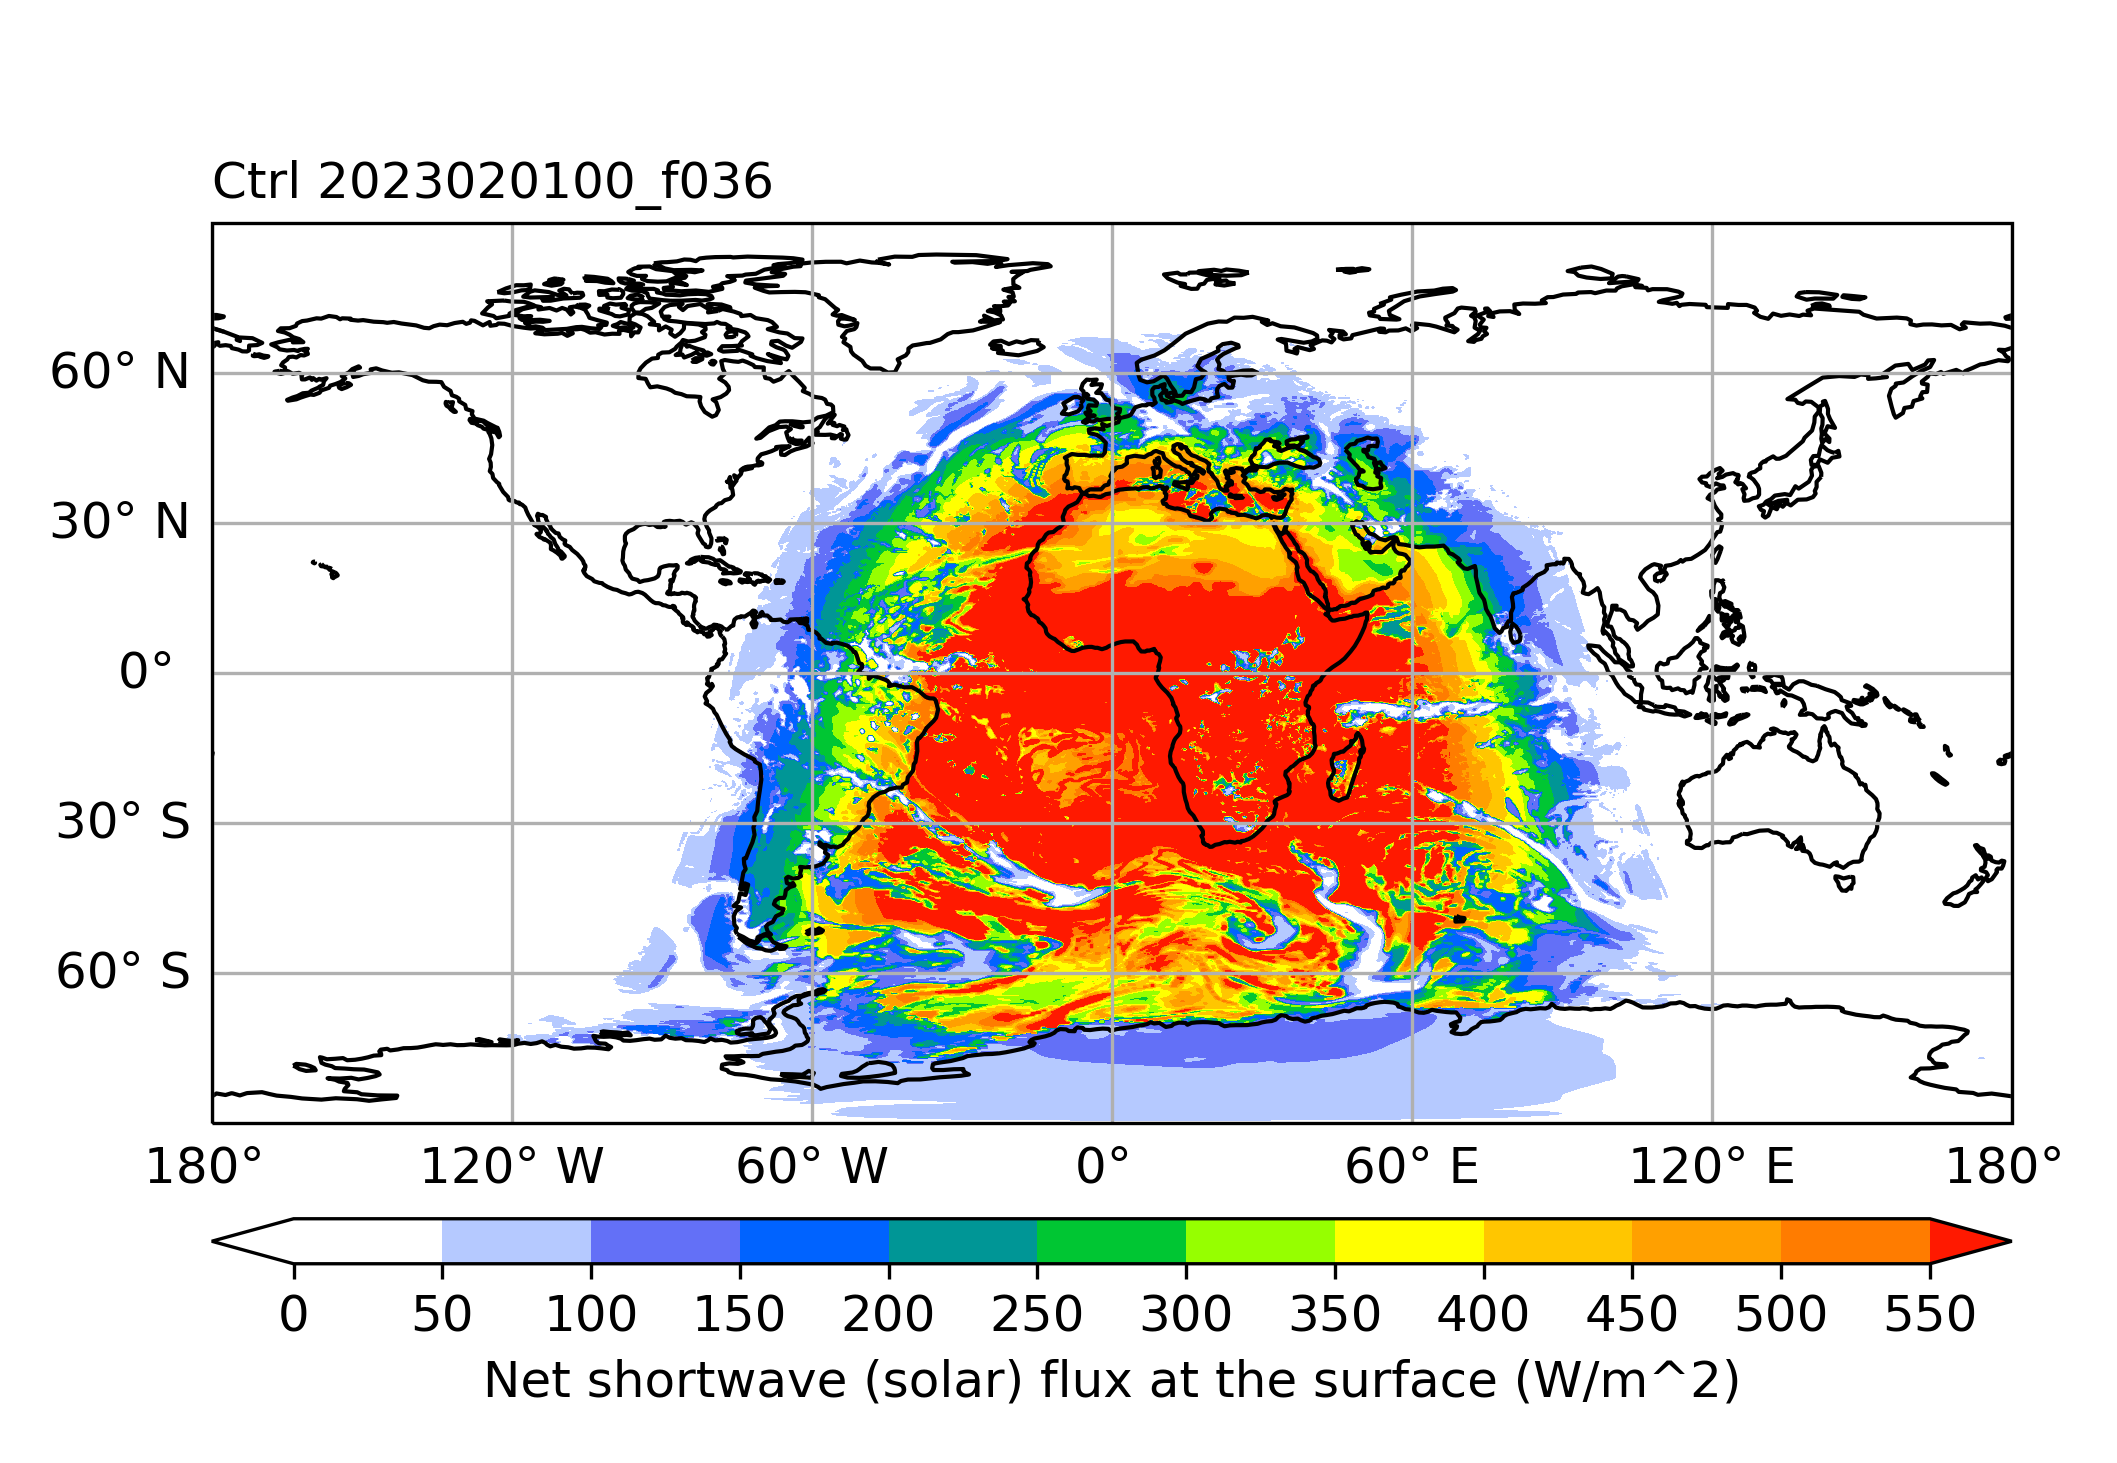 Ctrl 2023020100_f036
60° N
30° N
0°
30° S
60° S
180° 120° W 60° W 0° 60° E 120° E 180°
0 50 100 150 200 250 300 350 400 450 500 550
Net shortwave (solar) flux at the surface (W/m^2)